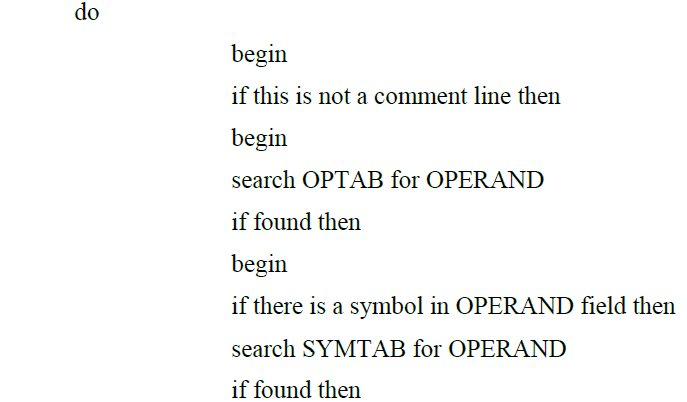 do
begin
if this is not a comment line then
begin
search OPTAB for OPERAND
if found then
begin
if there is a symbol in OPERAND field then
search SYMTAB for OPERAND
if found then